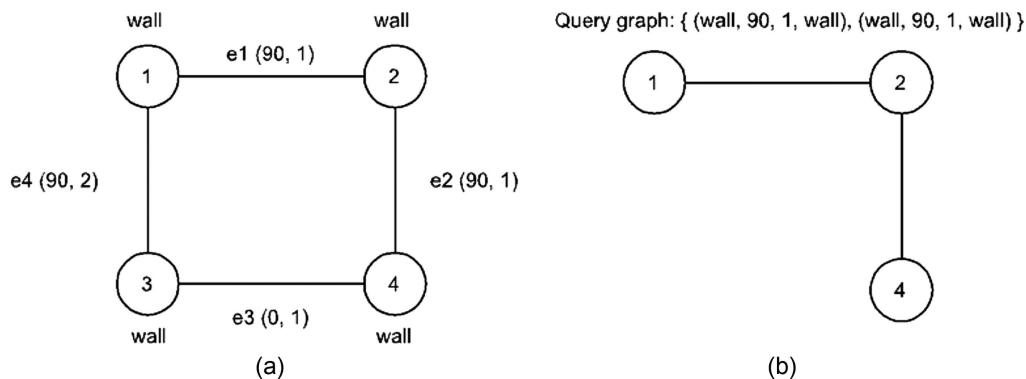 wall
wall
Query graph: { (wall, 90, 1, wall), (wall, 90, 1, wall) }
e1 (90, 1)
1
2
1
2
e4 (90, 2)
e2 (90, 1)
3
4
4
e3 (0, 1)
wall
wall
(a)
(b)